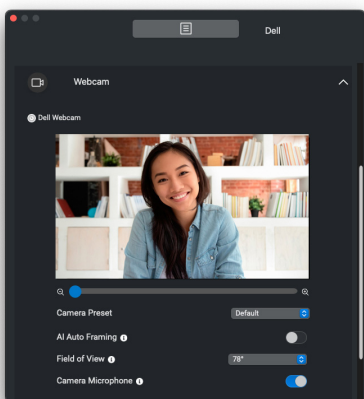 Dell
Webcam
Dell Webcam
Camera Preset
Default
AI Auto Framing
Field of View
78°
Camera Microphone